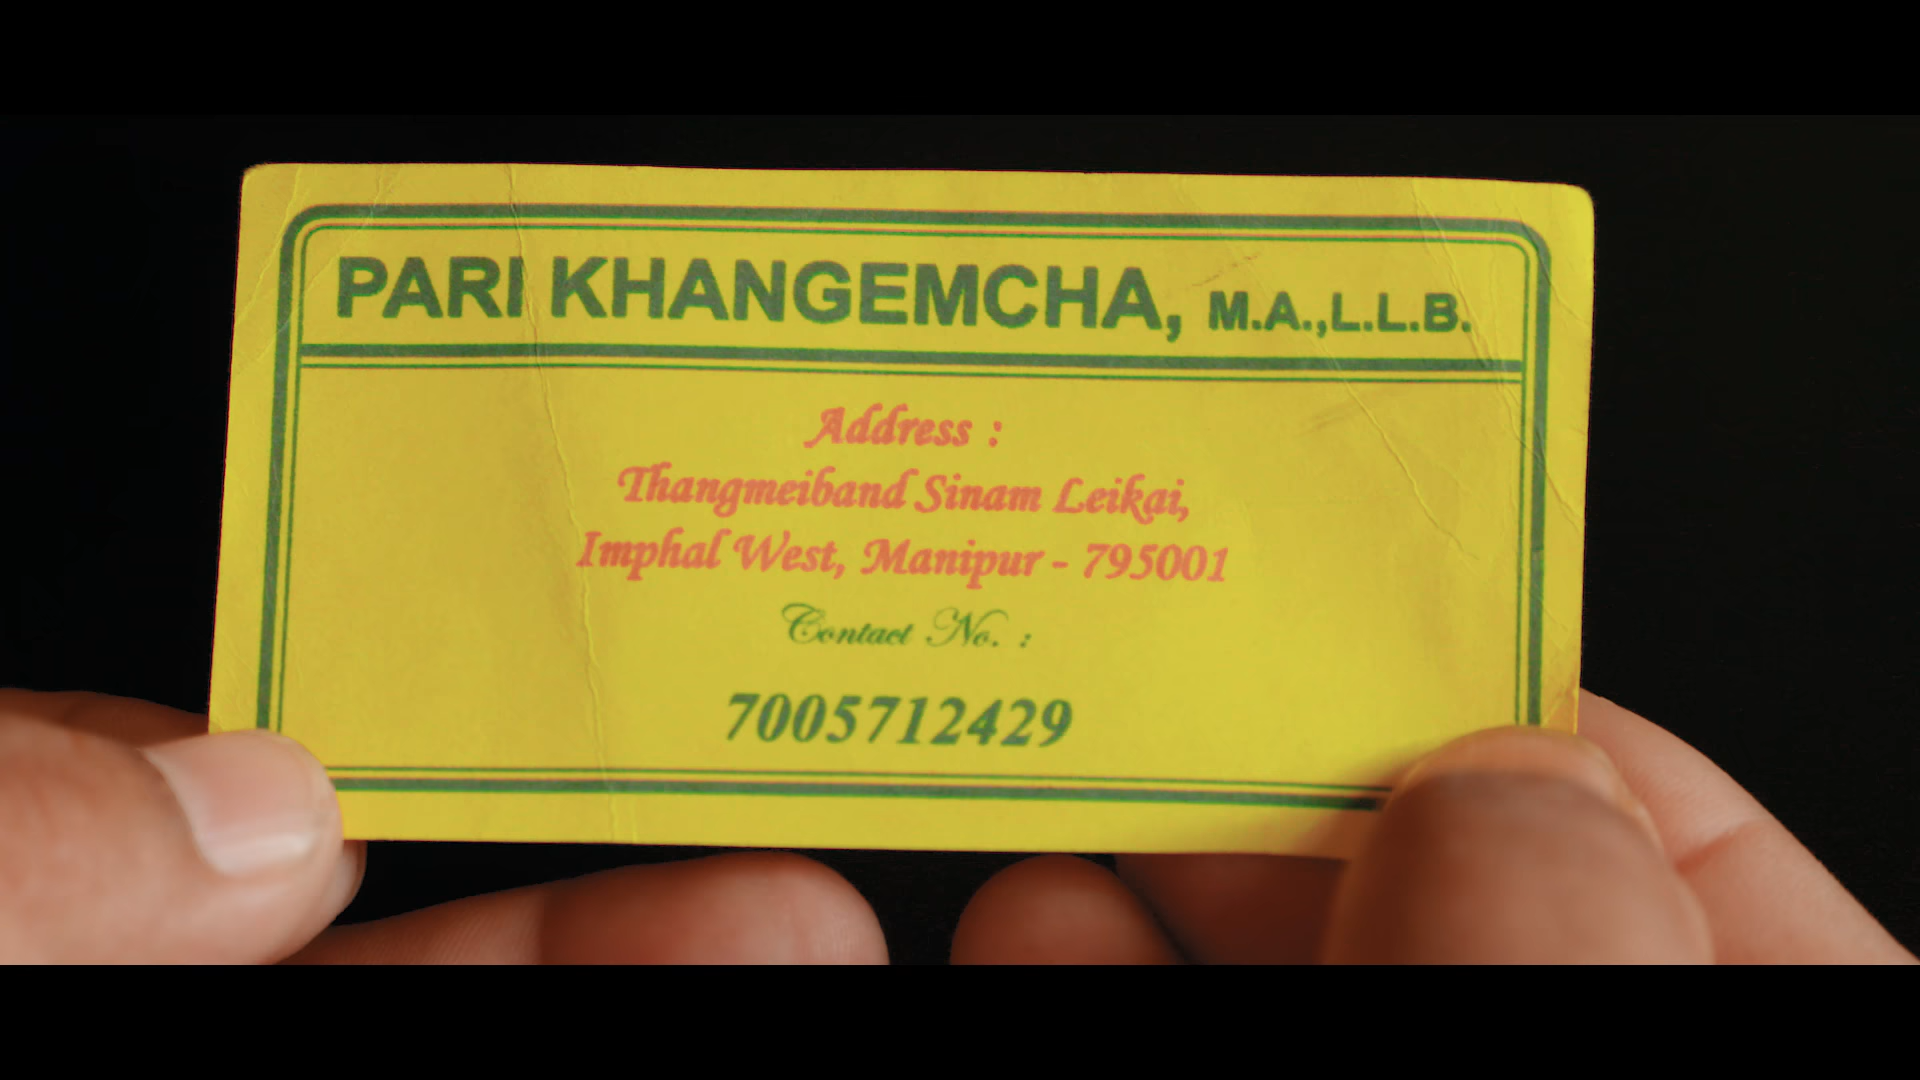 PARI KHANGEMCHA, M.A.,L.L.B.
Address :
Thangmeiband Sinam Leikai,
Imphal West, Manipur - 795001
Contact No. :
7005712429